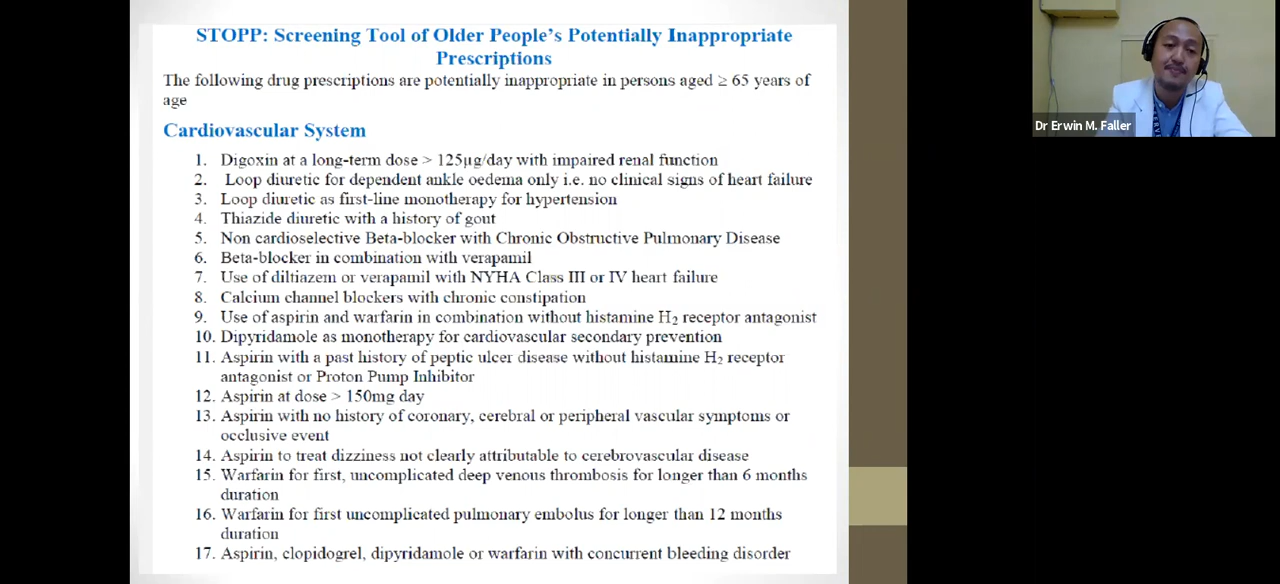 STOPP: Screening Tool of Older People's Potentially Inappropriate
Prescriptions
The following drug prescriptions are potentially inappropriate in persons aged ≥ 65 years of
age
Cardiovascular System
1. Digoxin at a long-term dose > 125µg/day with impaired renal function
2. Loop diuretic for dependent ankle oedema only i.e. no clinical signs of heart failure
3. Loop diuretic as first-line monotherapy for hypertension
4. Thiazide diuretic with a history of gout
5. Non cardioselective Beta-blocker with Chronic Obstructive Pulmonary Disease
6. Beta-blocker in combination with verapamil
7. Use of diltiazem or verapamil with NYHA Class III or IV heart failure
8. Calcium channel blockers with chronic constipation
9. Use of aspirin and warfarin in combination without histamine H₂ receptor antagonist
10. Dipyridamole as monotherapy for cardiovascular secondary prevention
11. Aspirin with a past history of peptic ulcer disease without histamine H₂ receptor
antagonist or Proton Pump Inhibitor
12. Aspirin at dose > 150mg day
13. Aspirin with no history of coronary, cerebral or peripheral vascular symptoms or
occlusive event
14. Aspirin to treat dizziness not clearly attributable to cerebrovascular disease
15. Warfarin for first, uncomplicated deep venous thrombosis for longer than 6 months
duration
16. Warfarin for first uncomplicated pulmonary embolus for longer than 12 months
duration
17. Aspirin, clopidogrel, dipyridamole or warfarin with concurrent bleeding disorder
Dr Erwin M. Faller